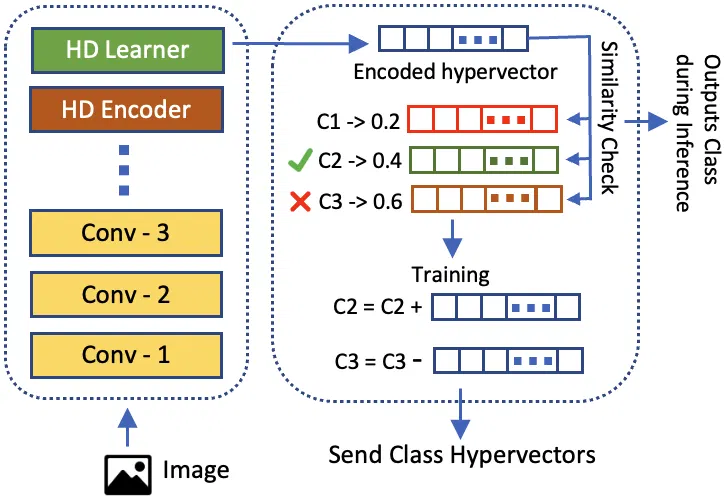 HD Learner
HD Encoder
Conv - 3
Conv - 2
Conv - 1
Image
Encoded hypervector
C1 -> 0.2
C2 -> 0.4
C3 -> 0.6
Similarity Check
Training
C2 = C2 +
C3 = C3 -
Send Class Hypervectors
Outputs Class
during Inference